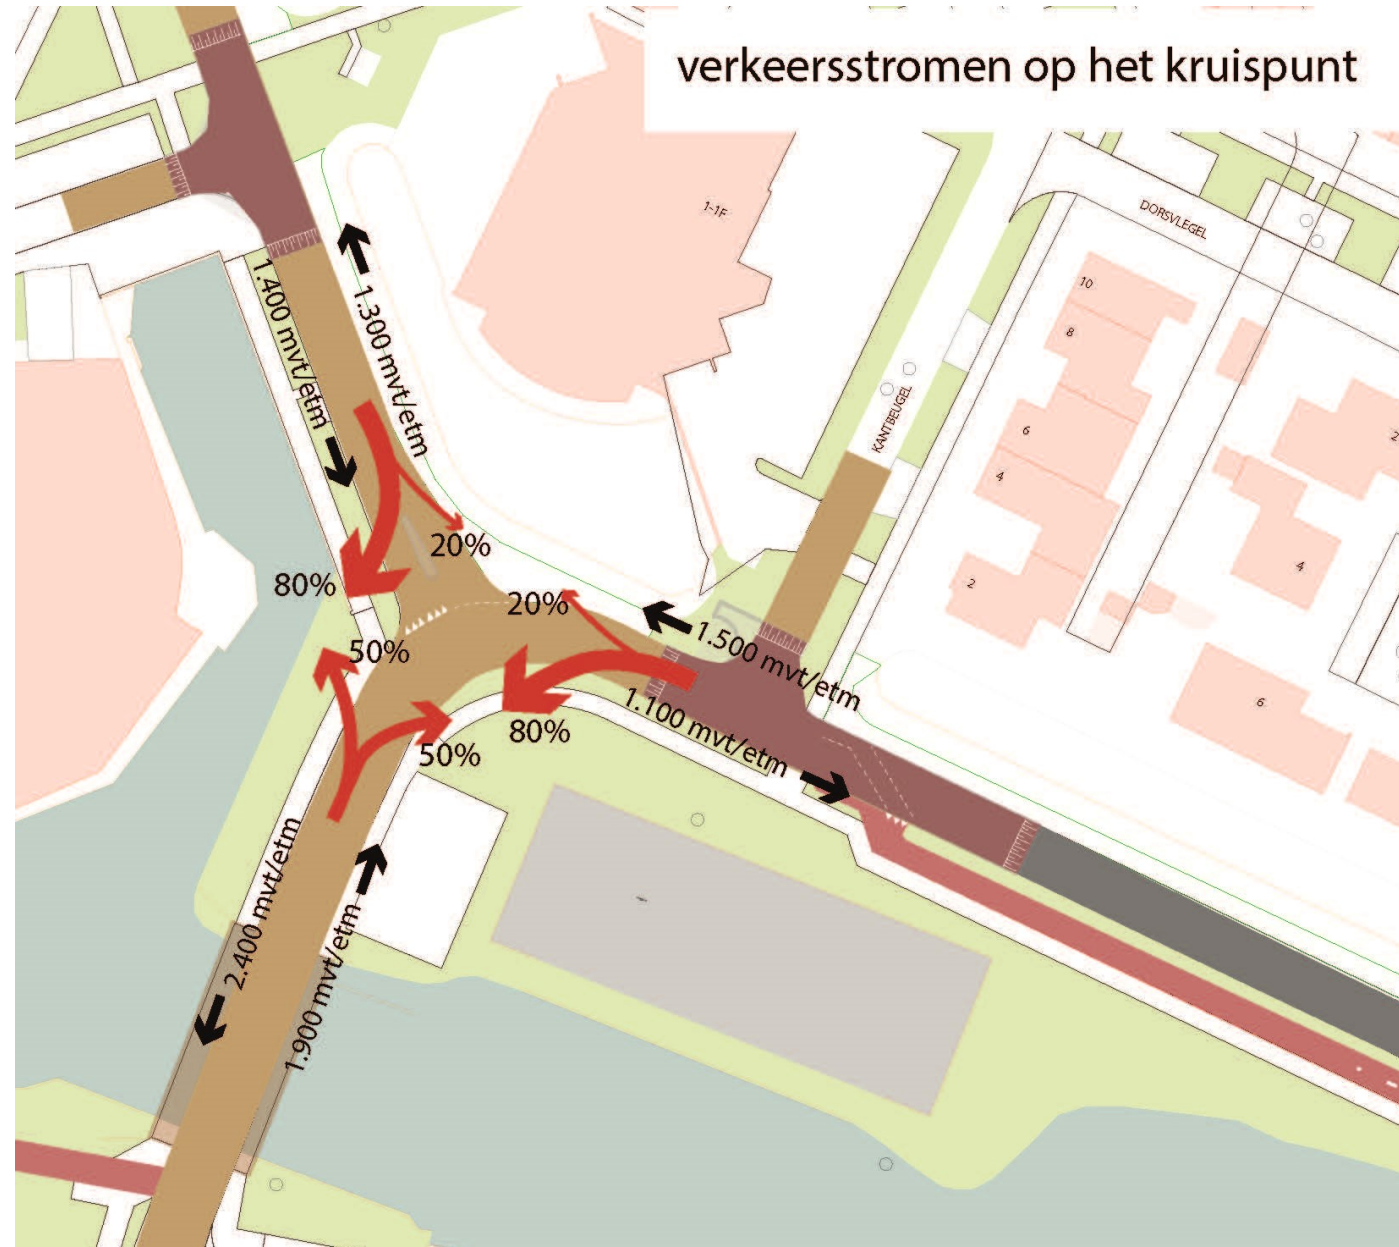 verkeersstromen op het kruispunt
1-1F
DORSVLEGEL
10
8
1.400 mvt/etm
1.300 mvt/etm
KANTBEUGEL
6
4
2
20%
80%
20%
50%
1.500 mvt/etm
2
4
6
1.100 mvt/etm
80%
50%
2.400 mvt/etm
1.900 mvt/etm